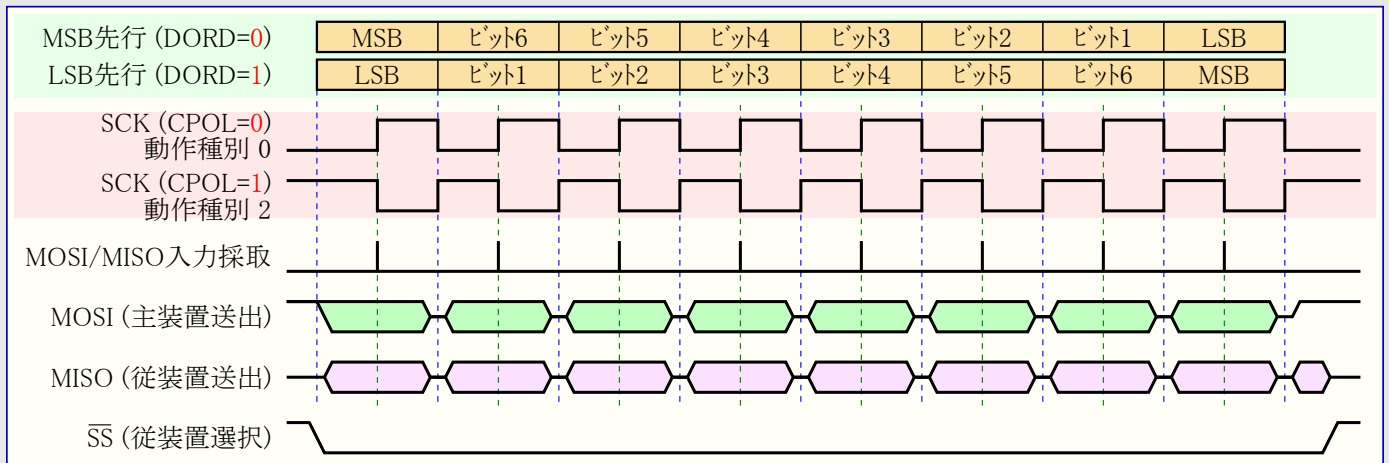 MSB先行 (DORD=0) MSB ビット6 ビット5 ビット4 ビット3 ビット2 ビット1 LSB
LSB先行 (DORD=1) LSB ビット1 ビット2 ビット3 ビット4 ビット5 ビット6 MSB
SCK (CPOL=0)
動作種別 0
SCK (CPOL=1)
動作種別 2
MOSI/MISO入力採取
MOSI (主装置送出)
MISO (従装置送出)
S̅S̅ (従装置選択)